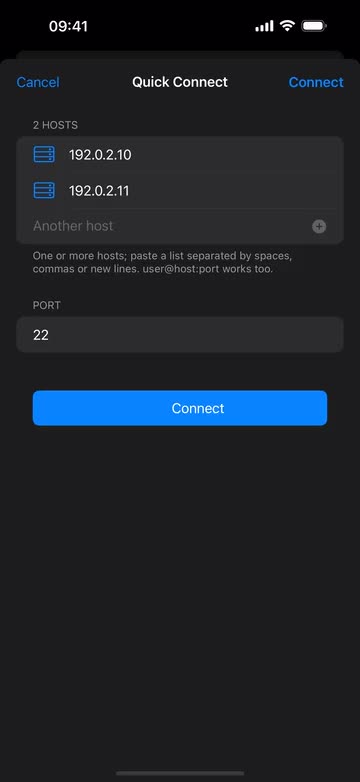 09:41
Cancel
Quick Connect
Connect
2 HOSTS
192.0.2.10
192.0.2.11
Another host
One or more hosts; paste a list separated by spaces,
commas or new lines. user@host:port works too.
PORT
22
Connect